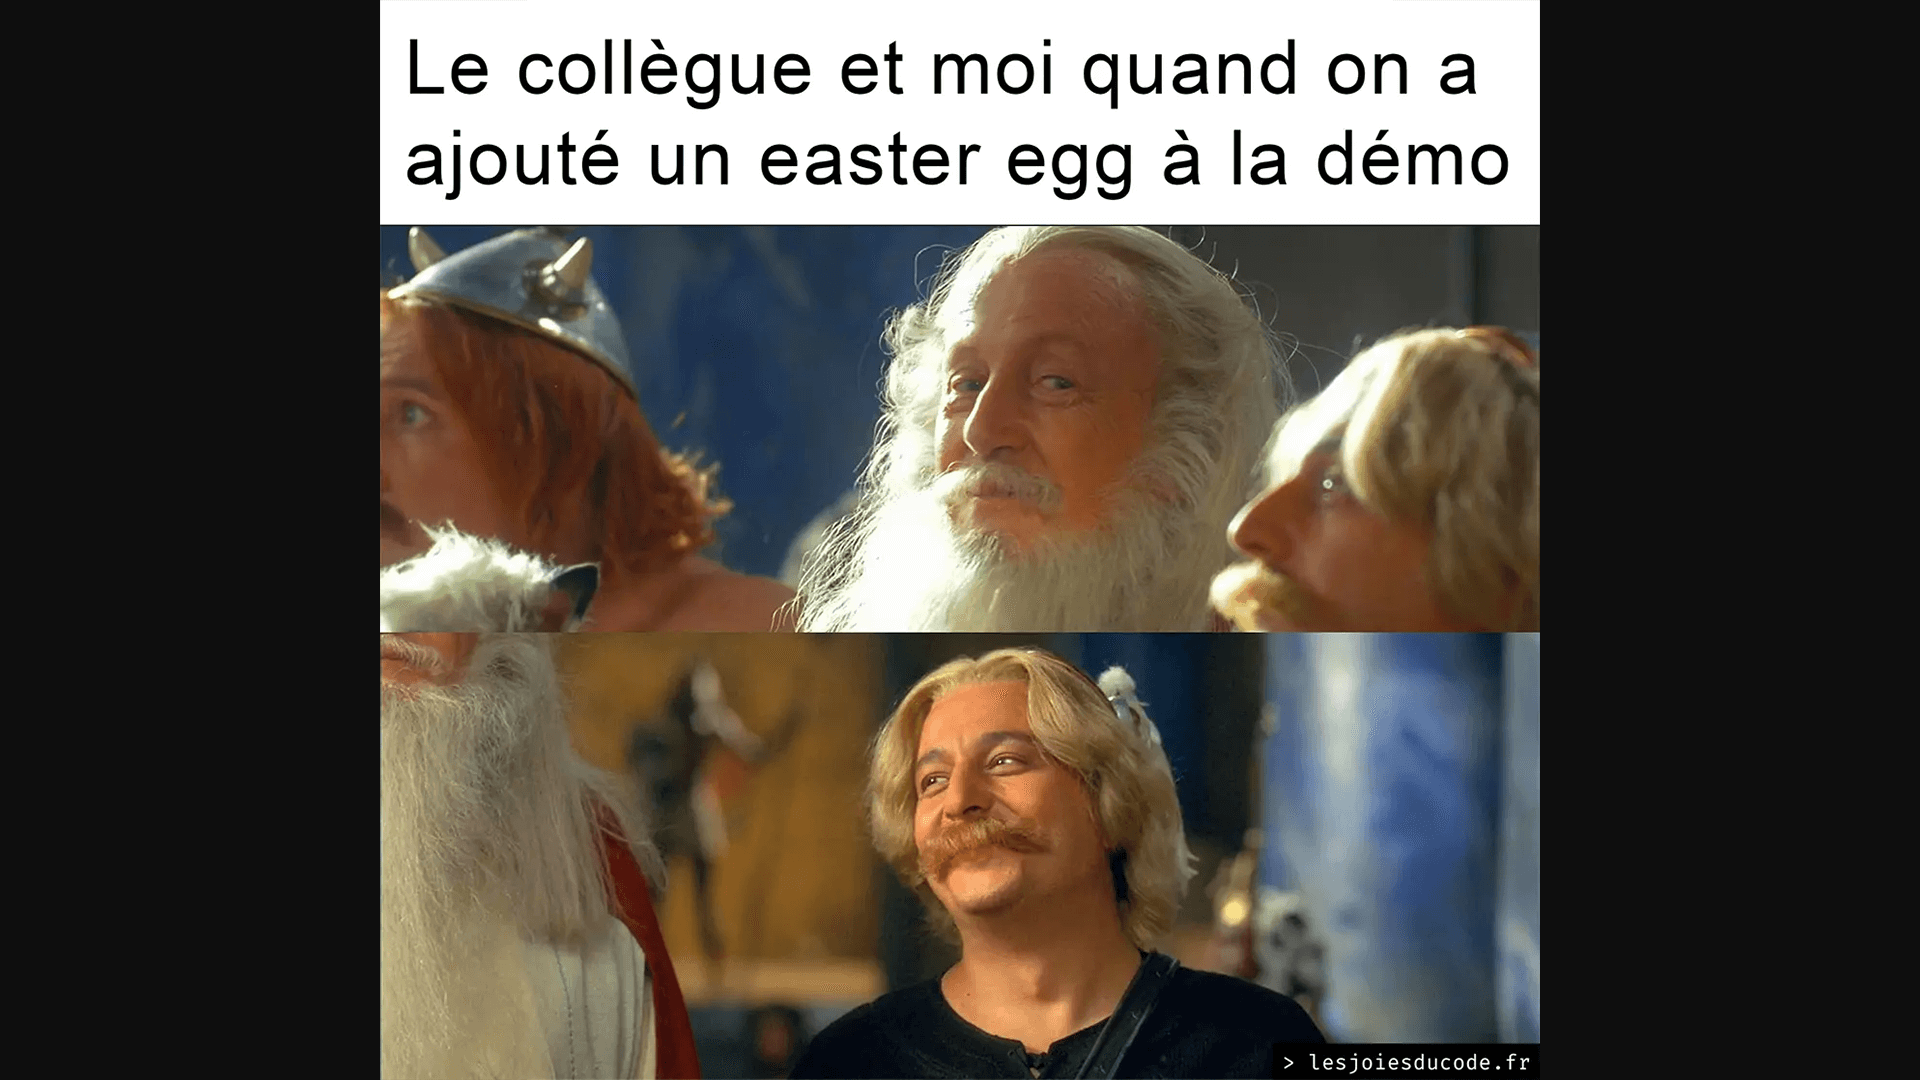 Le collègue et moi quand on a
ajouté un easter egg à la démo
> lesjoiesducode.fr